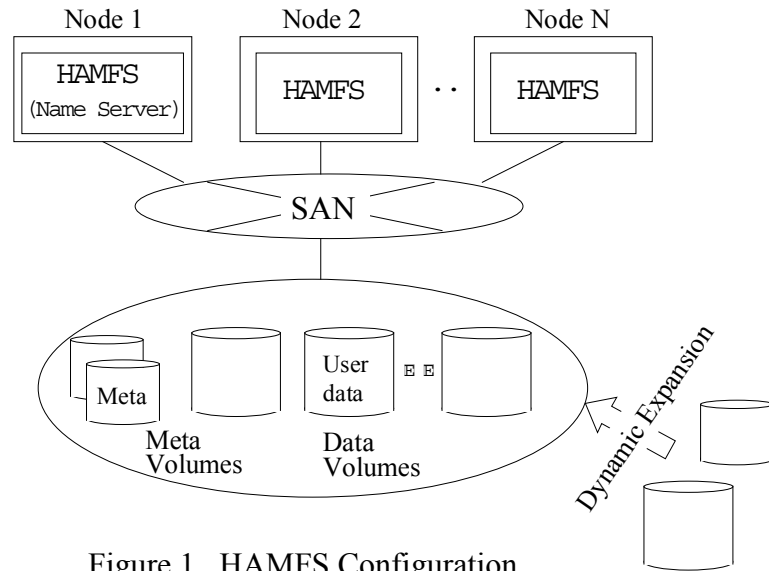 Node 1
Node 2
Node N
HAMFS
(Name Server)
HAMFS
· ·
HAMFS
SAN
Meta
User
data
E E
Meta
Volumes
Data
Volumes
Dynamic Expansion
Figure 1 HAMFS Configuration